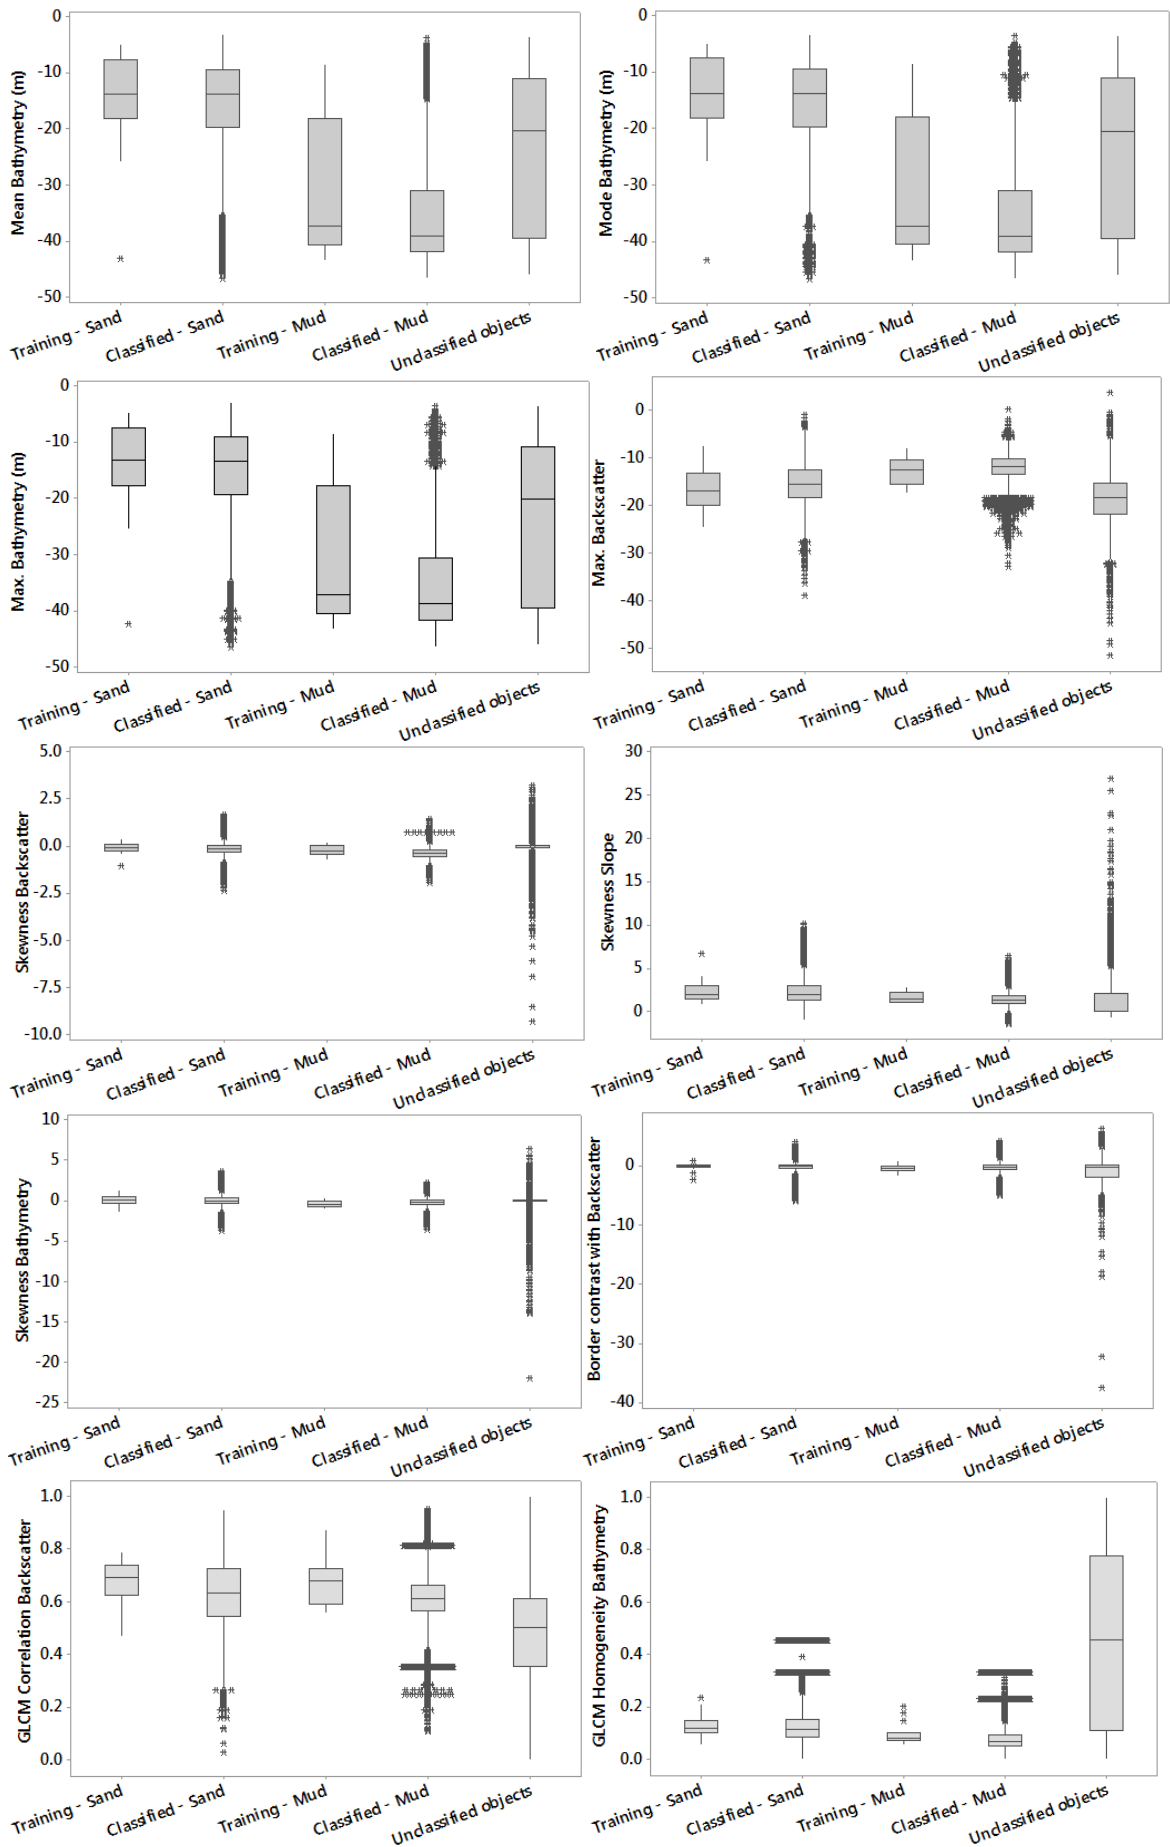 0
-10
-20
-30
-40
-50
Mean Bathymetry (m)
Training - Sand
Classified - Sand
Training - Mud
Classified - Mud
Unclassified objects
0
-10
-20
-30
-40
-50
Mode Bathymetry (m)
Training - Sand
Classified - Sand
Training - Mud
Classified - Mud
Unclassified objects
0
-10
-20
-30
-40
-50
Max. Bathymetry (m)
Training - Sand
Classified - Sand
Training - Mud
Classified - Mud
Unclassified objects
0
-10
-20
-30
-40
-50
Max. Backscatter
Training - Sand
Classified - Sand
Training - Mud
Classified - Mud
Unclassified objects
5.0
2.5
0.0
-2.5
-5.0
-7.5
-10.0
Skewness Backscatter
Training - Sand
Classified - Sand
Training - Mud
Classified - Mud
Unclassified objects
30
25
20
15
10
5
0
Skewness Slope
Training - Sand
Classified - Sand
Training - Mud
Classified - Mud
Unclassified objects
10
5
0
-5
-10
-15
-20
-25
Skewness Bathymetry
Training - Sand
Classified - Sand
Training - Mud
Classified - Mud
Unclassified objects
0
-10
-20
-30
-40
Border contrast with Backscatter
Training - Sand
Classified - Sand
Training - Mud
Classified - Mud
Unclassified objects
1.0
0.8
0.6
0.4
0.2
0.0
GLCM Correlation Backscatter
Training - Sand
Classified - Sand
Training - Mud
Classified - Mud
Unclassified objects
1.0
0.8
0.6
0.4
0.2
0.0
GLCM Homogeneity Bathymetry
Training - Sand
Classified - Sand
Training - Mud
Classified - Mud
Unclassified objects